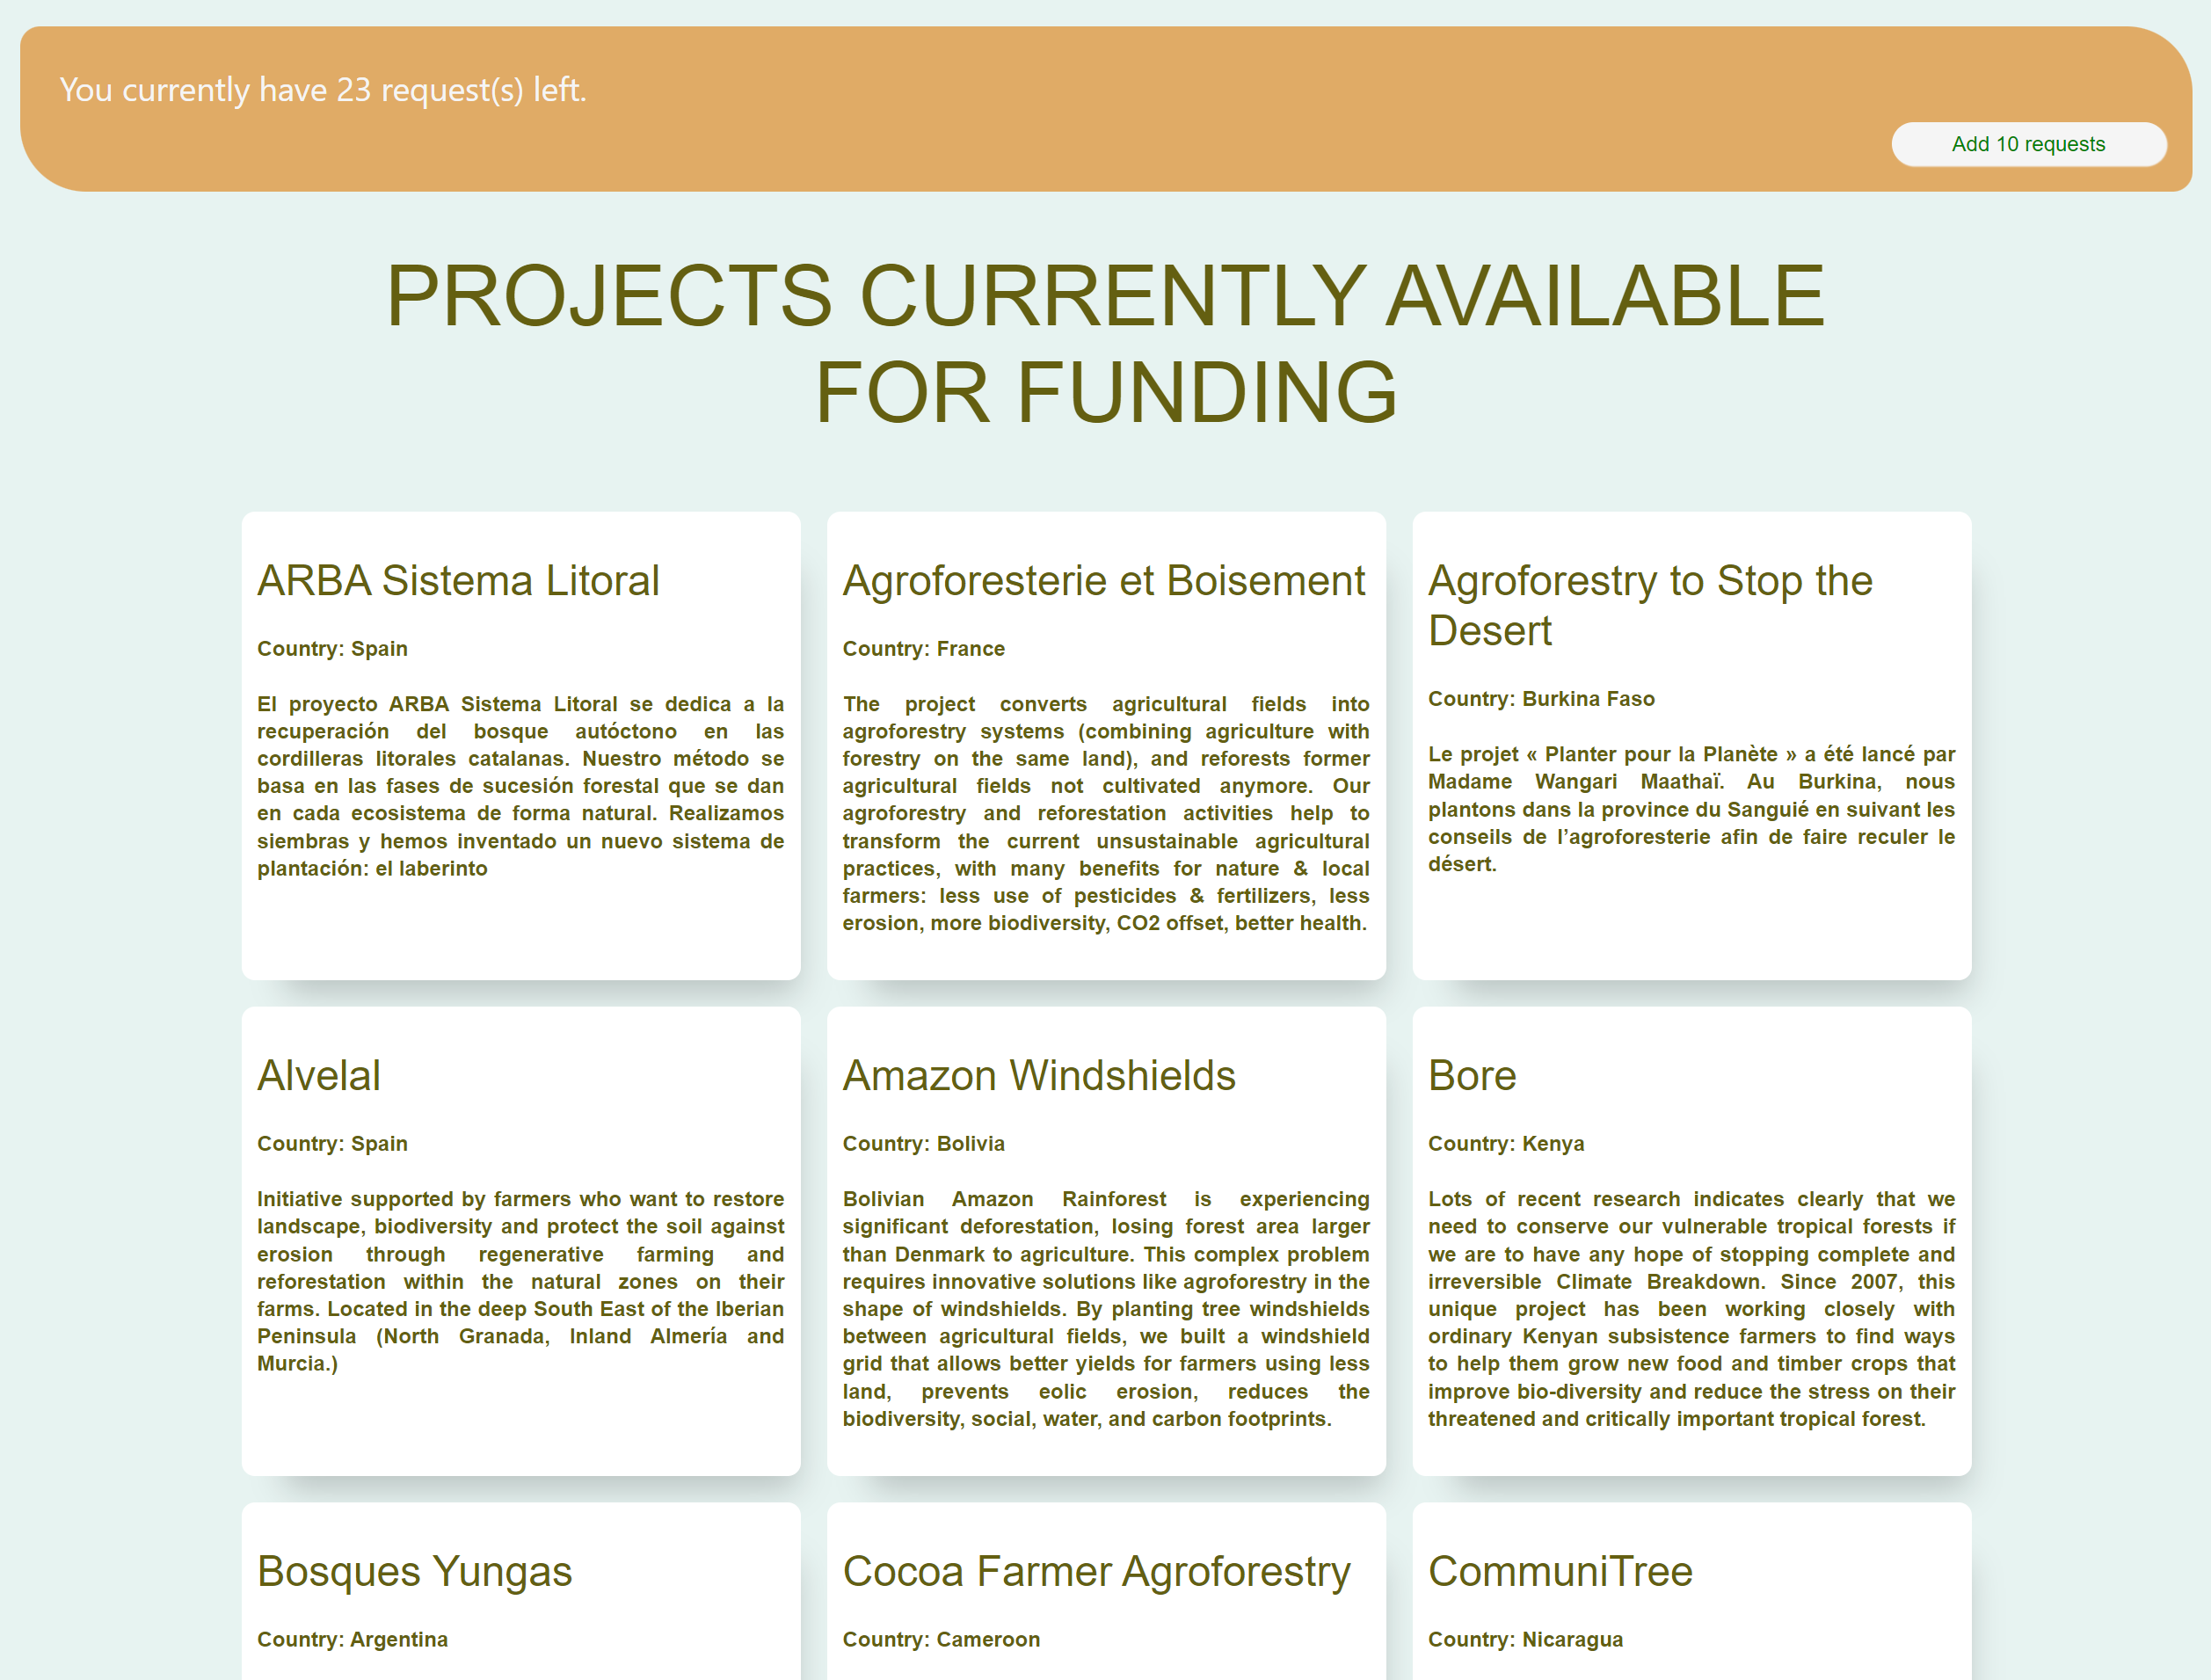 You currently have 23 request(s) left.
Add 10 requests
PROJECTS CURRENTLY AVAILABLE
FOR FUNDING
ARBA Sistema Litoral
Country: Spain
El proyecto ARBA Sistema Litoral se dedica a la
recuperación del bosque autóctono en las
cordilleras litorales catalanas. Nuestro método se
basa en las fases de sucesión forestal que se dan
en cada ecosistema de forma natural. Realizamos
siembras y hemos inventado un nuevo sistema de
plantación: el laberinto
Agroforesterie et Boisement
Country: France
The project converts agricultural fields into
agroforestry systems (combining agriculture with
forestry on the same land), and reforests former
agricultural fields not cultivated anymore. Our
agroforestry and reforestation activities help to
transform the current unsustainable agricultural
practices, with many benefits for nature & local
farmers: less use of pesticides & fertilizers, less
erosion, more biodiversity, CO2 offset, better health.
Agroforestry to Stop the
Desert
Country: Burkina Faso
Le projet « Planter pour la Planète » a été lancé par
Madame Wangari Maathaï. Au Burkina, nous
plantons dans la province du Sanguié en suivant les
conseils de l’agroforesterie afin de faire reculer le
désert.
Alvelal
Country: Spain
Initiative supported by farmers who want to restore
landscape, biodiversity and protect the soil against
erosion through regenerative farming and
reforestation within the natural zones on their
farms. Located in the deep South East of the Iberian
Peninsula (North Granada, Inland Almería and
Murcia.)
Amazon Windshields
Country: Bolivia
Bolivian Amazon Rainforest is experiencing
significant deforestation, losing forest area larger
than Denmark to agriculture. This complex problem
requires innovative solutions like agroforestry in the
shape of windshields. By planting tree windshields
between agricultural fields, we built a windshield
grid that allows better yields for farmers using less
land, prevents eolic erosion, reduces the
biodiversity, social, water, and carbon footprints.
Bore
Country: Kenya
Lots of recent research indicates clearly that we
need to conserve our vulnerable tropical forests if
we are to have any hope of stopping complete and
irreversible Climate Breakdown. Since 2007, this
unique project has been working closely with
ordinary Kenyan subsistence farmers to find ways
to help them grow new food and timber crops that
improve bio-diversity and reduce the stress on their
threatened and critically important tropical forest.
Bosques Yungas
Country: Argentina
Cocoa Farmer Agroforestry
Country: Cameroon
CommuniTree
Country: Nicaragua